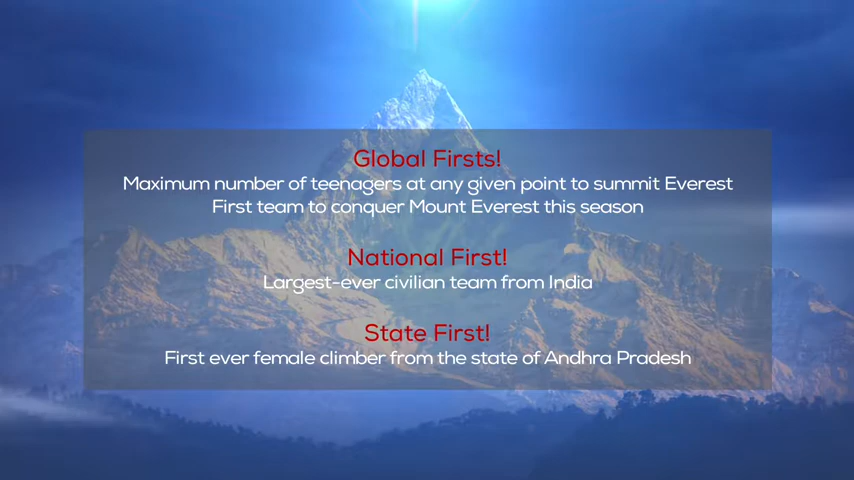 Global Firsts!
Maximum number of teenagers at any given point to summit Everest
First team to conquer Mount Everest this season
National First!
Largest-ever civilian team from India
State First!
First ever female climber from the state of Andhra Pradesh